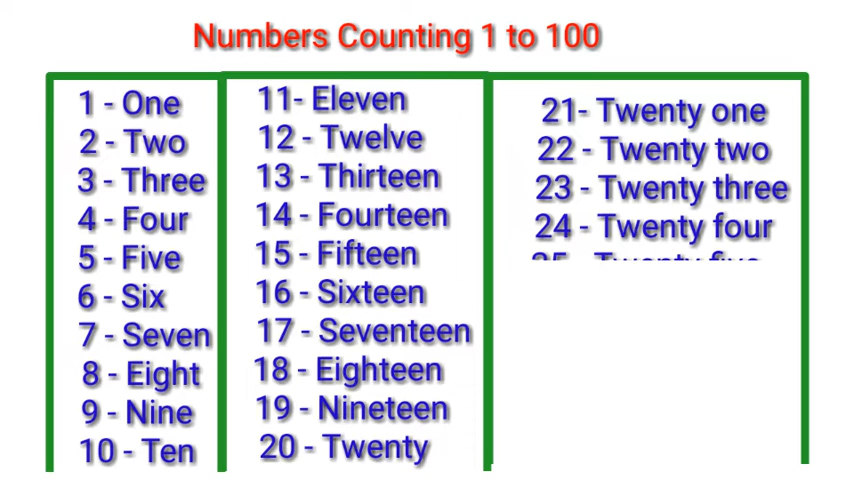 Numbers Counting 1 to 100
1 - One
2 - Two
3 - Three
4 - Four
5 - Five
6 - Six
7 - Seven
8 - Eight
9 - Nine
10 - Ten
11- Eleven
12 - Twelve
13 - Thirteen
14 - Fourteen
15 - Fifteen
16 - Sixteen
17 - Seventeen
18 - Eighteen
19 - Nineteen
20 - Twenty
21- Twenty one
22 - Twenty two
23 - Twenty three
24 - Twenty four
25 - Twenty five